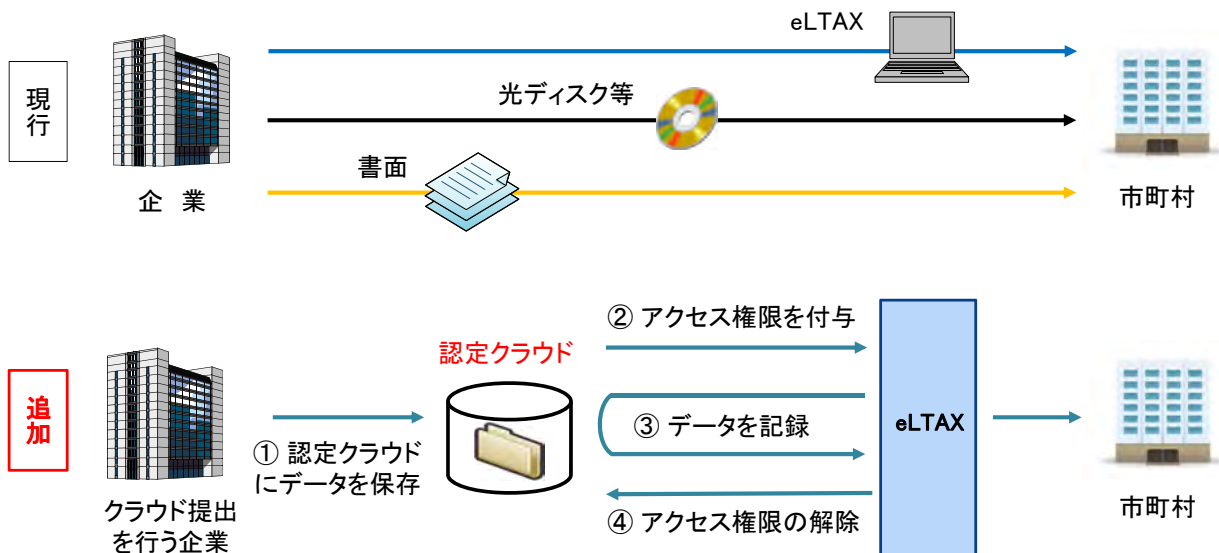 現行
企　業
eLTAX
光ディスク等
書面
市町村
追加
クラウド提出
を行う企業
① 認定クラウド
にデータを保存
認定クラウド
② アクセス権限を付与
③ データを記録
④ アクセス権限の解除
eLTAX
市町村